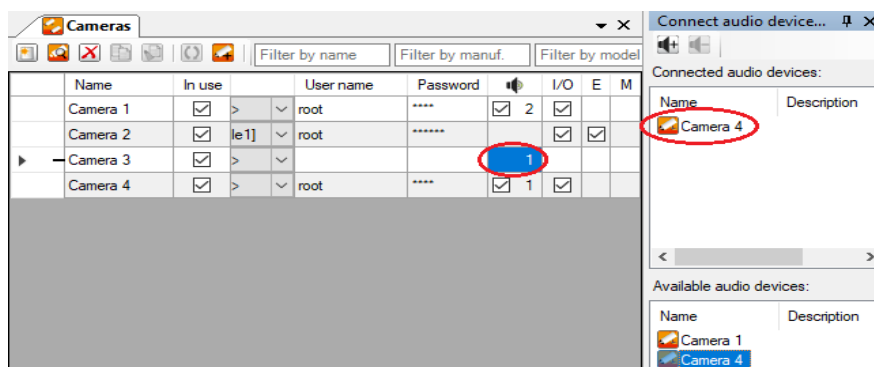 Cameras
Filter by name Filter by manuf. Filter by model
Name In use User name Password I/O E M
Camera 1 > root **** 2
Camera 2 le1] root ******
Camera 3 > 1
Camera 4 > root **** 1
Connect audio device...
Connected audio devices:
Name Description
Camera 4
Available audio devices:
Name Description
Camera 1
Camera 4